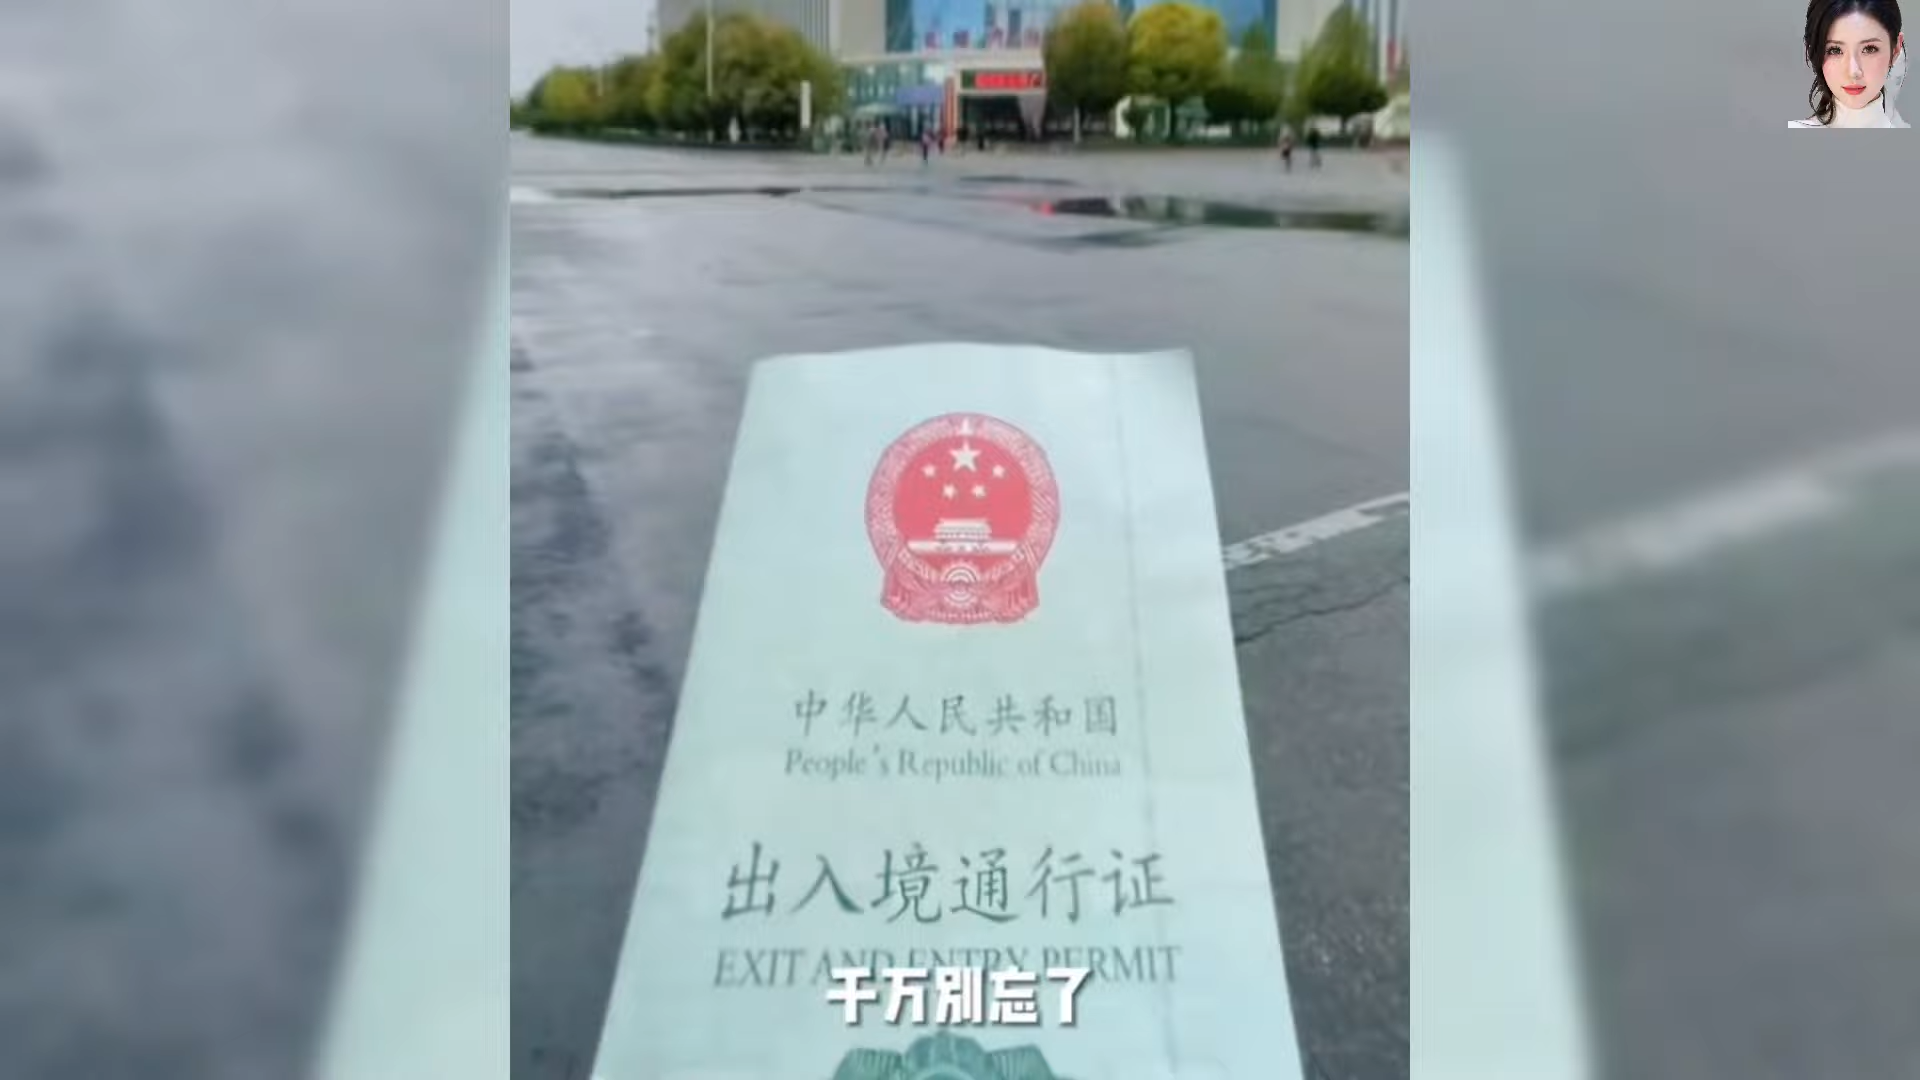 中华人民共和国
People's Republic of China
出入境通行证
EXIT AND ENTRY PERMIT
千万别忘了